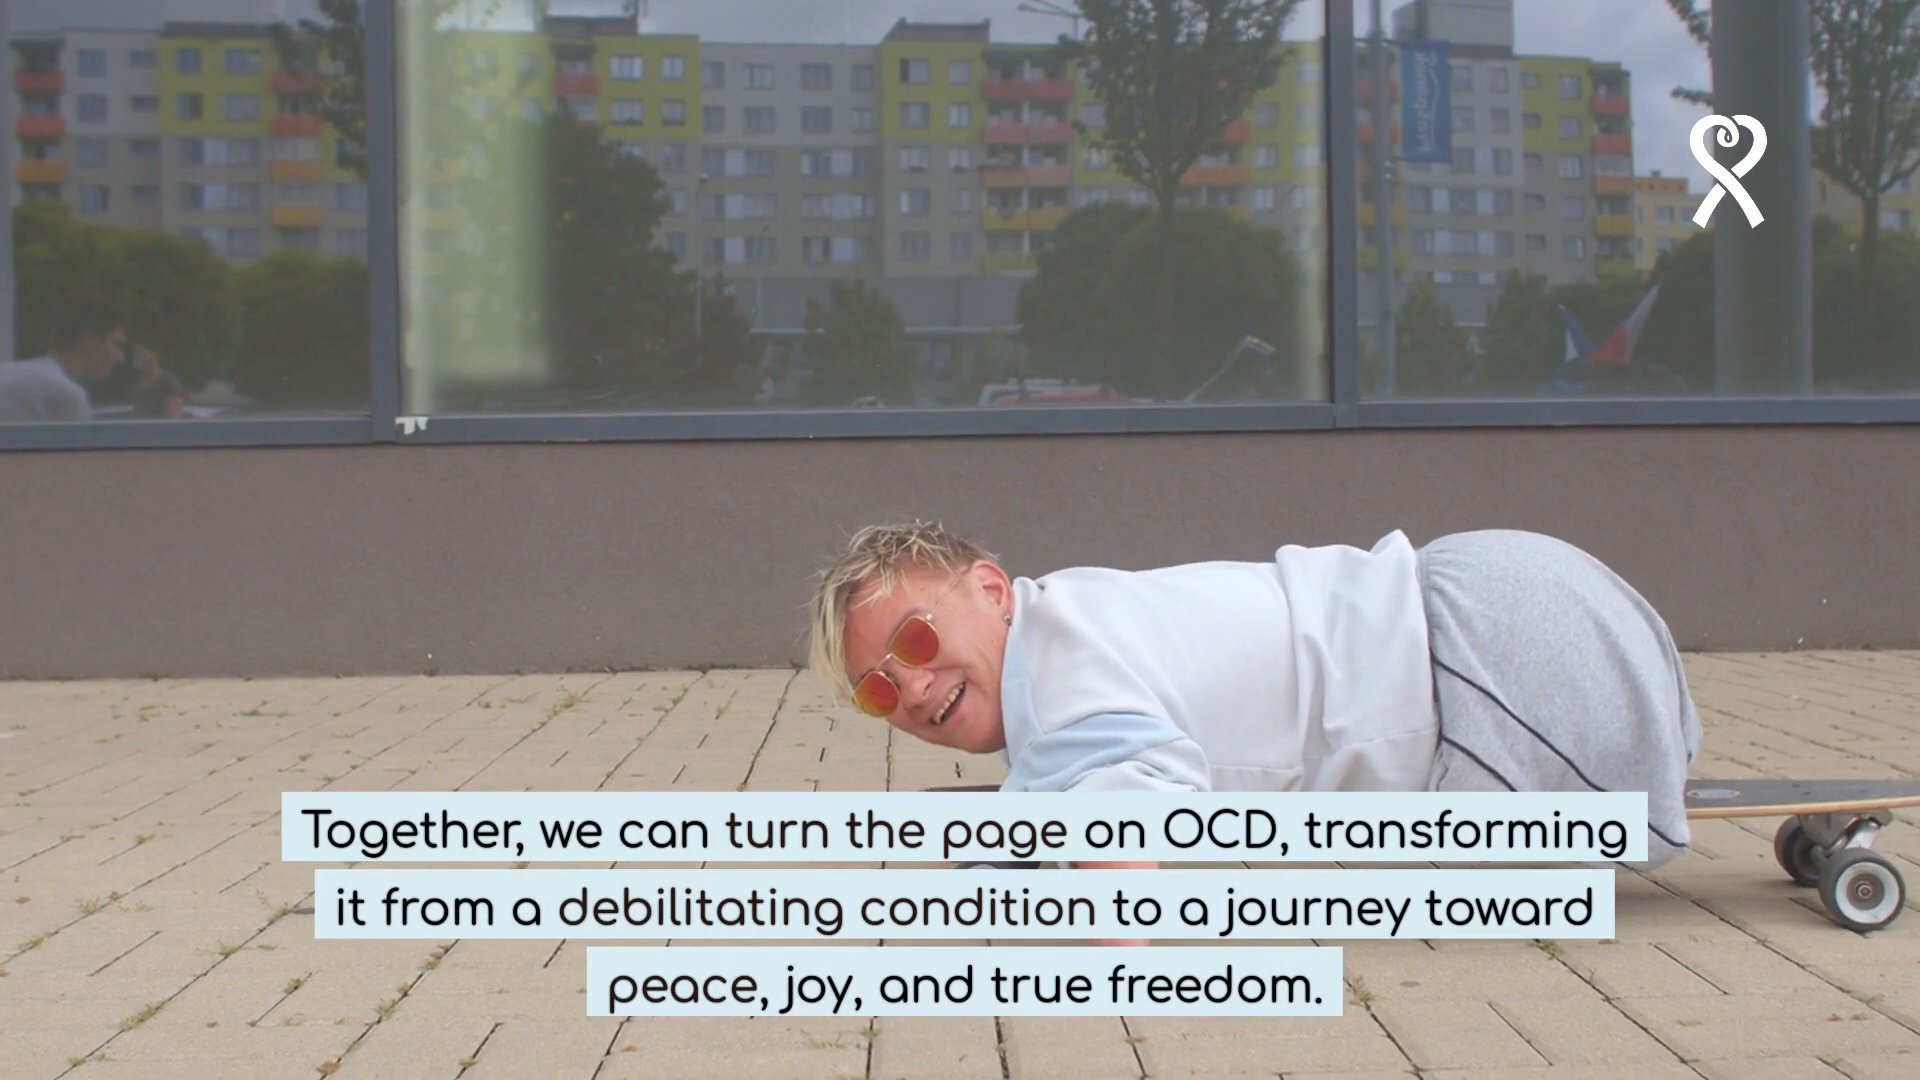 Together, we can turn the page on OCD, transforming
it from a debilitating condition to a journey toward
peace, joy, and true freedom.